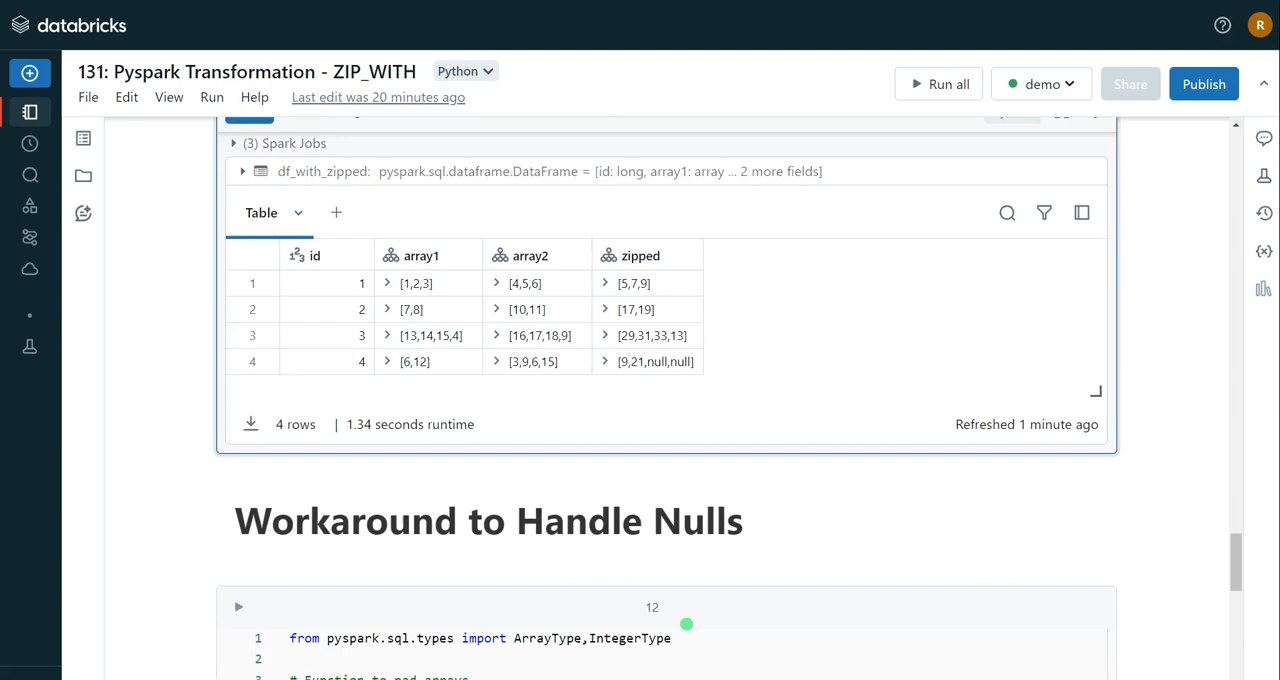 databricks
R
131: Pyspark Transformation - ZIP_WITH Python
File Edit View Run Help Last edit was 20 minutes ago
Run all demo Share Publish
(3) Spark Jobs
df_with_zipped: pyspark.sql.dataframe.DataFrame = [id: long, array1: array ... 2 more fields]
Table
id array1 array2 zipped
1 1 [1,2,3] [4,5,6] [5,7,9]
2 2 [7,8] [10,11] [17,19]
3 3 [13,14,15,4] [16,17,18,9] [29,31,33,13]
4 4 [6,12] [3,9,6,15] [9,21,null,null]
4 rows | 1.34 seconds runtime Refreshed 1 minute ago
Workaround to Handle Nulls
12
1 from pyspark.sql.types import ArrayType,IntegerType
2
3 # Function to pad arrays